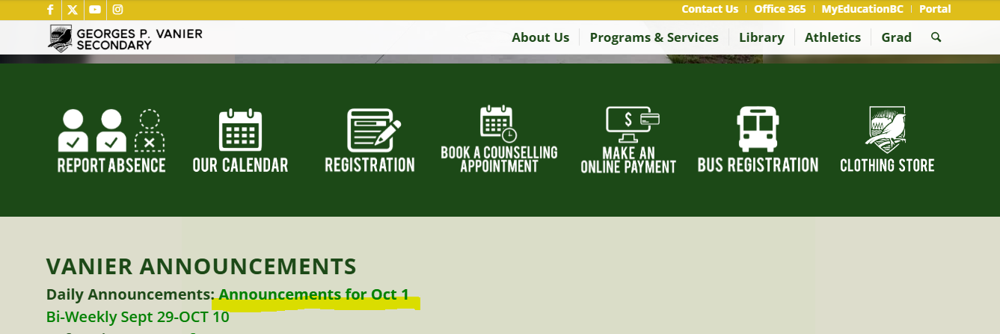 Contact Us
Office 365
MyEducationBC
Portal
GEORGES P. VANIER
SECONDARY
About Us
Programs & Services
Library
Athletics
Grad
REPORT ABSENCE
OUR CALENDAR
REGISTRATION
BOOK A COUNSELLING
APPOINTMENT
$
MAKE AN
ONLINE PAYMENT
BUS REGISTRATION
CLOTHING STORE
VANIER ANNOUNCEMENTS
Daily Announcements: Announcements for Oct 1
Bi-Weekly Sept 29-OCT 10